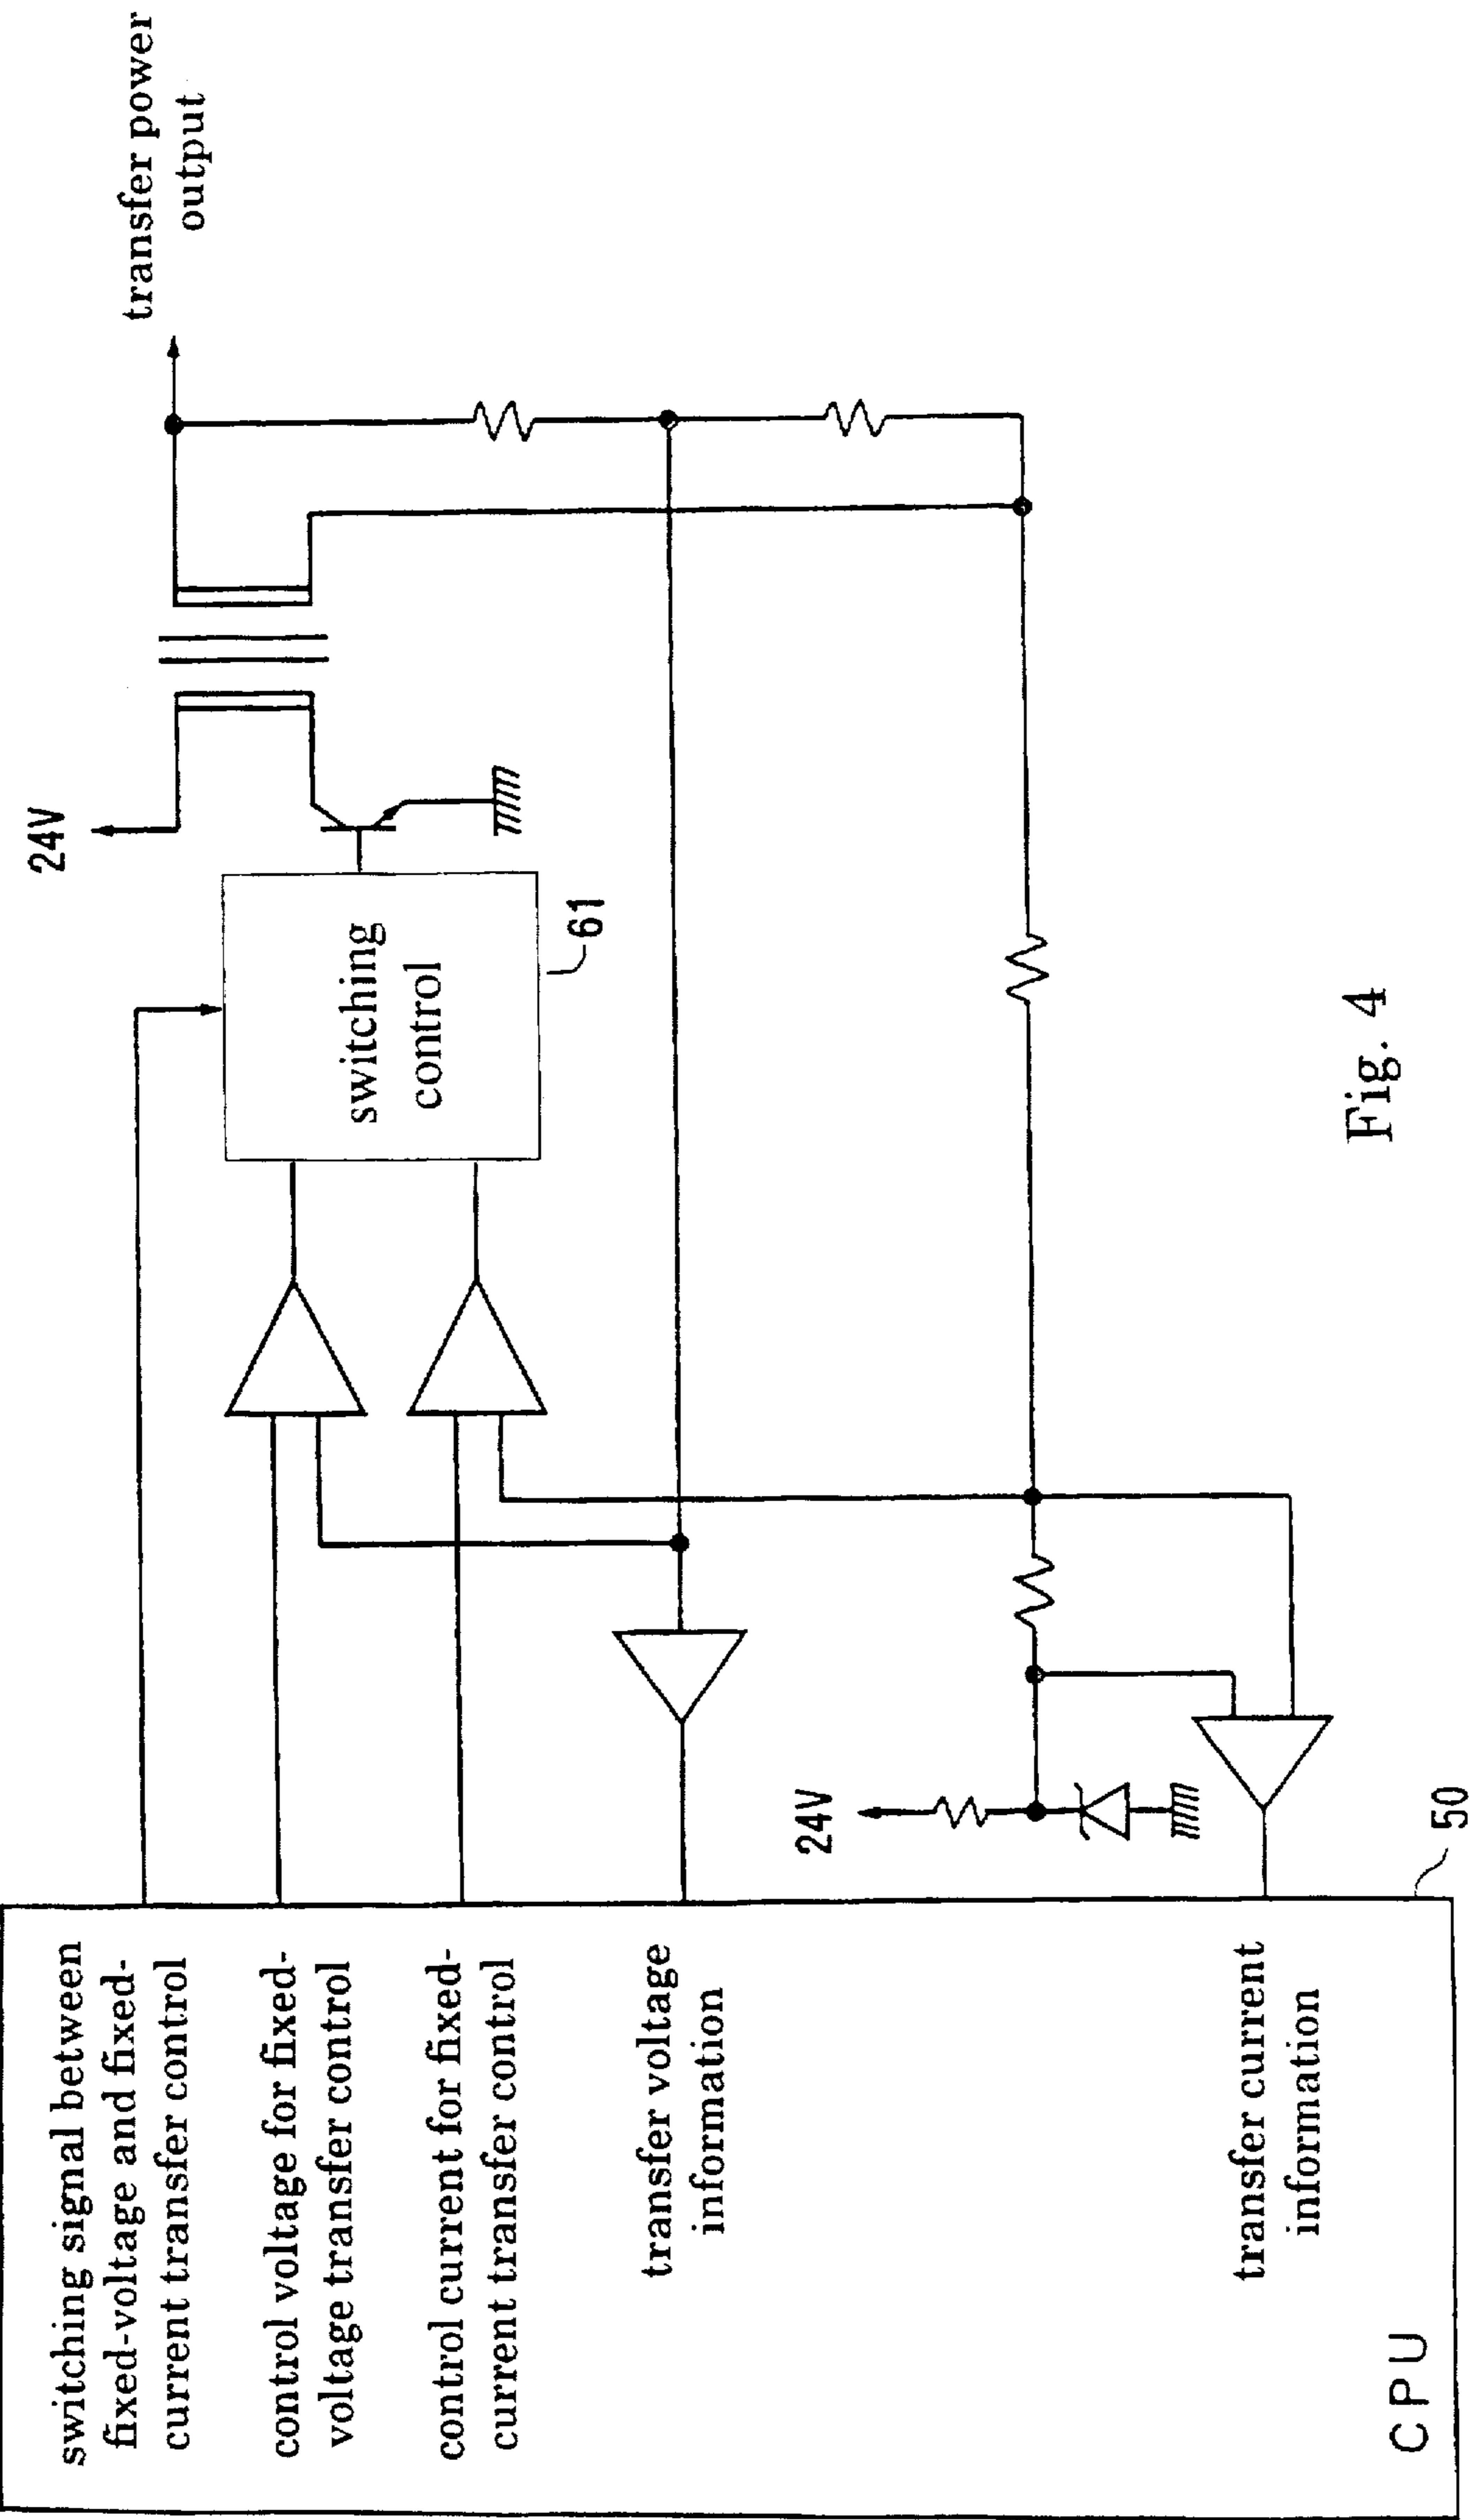 switching signal between
fixed-voltage and fixed-
current transfer control
control voltage for fixed-
voltage transfer control
control current for fixed-
current transfer control
transfer voltage
information
transfer current
information
CPU
50
24V
switching
control
61
24V
transfer power
output
Fig. 4